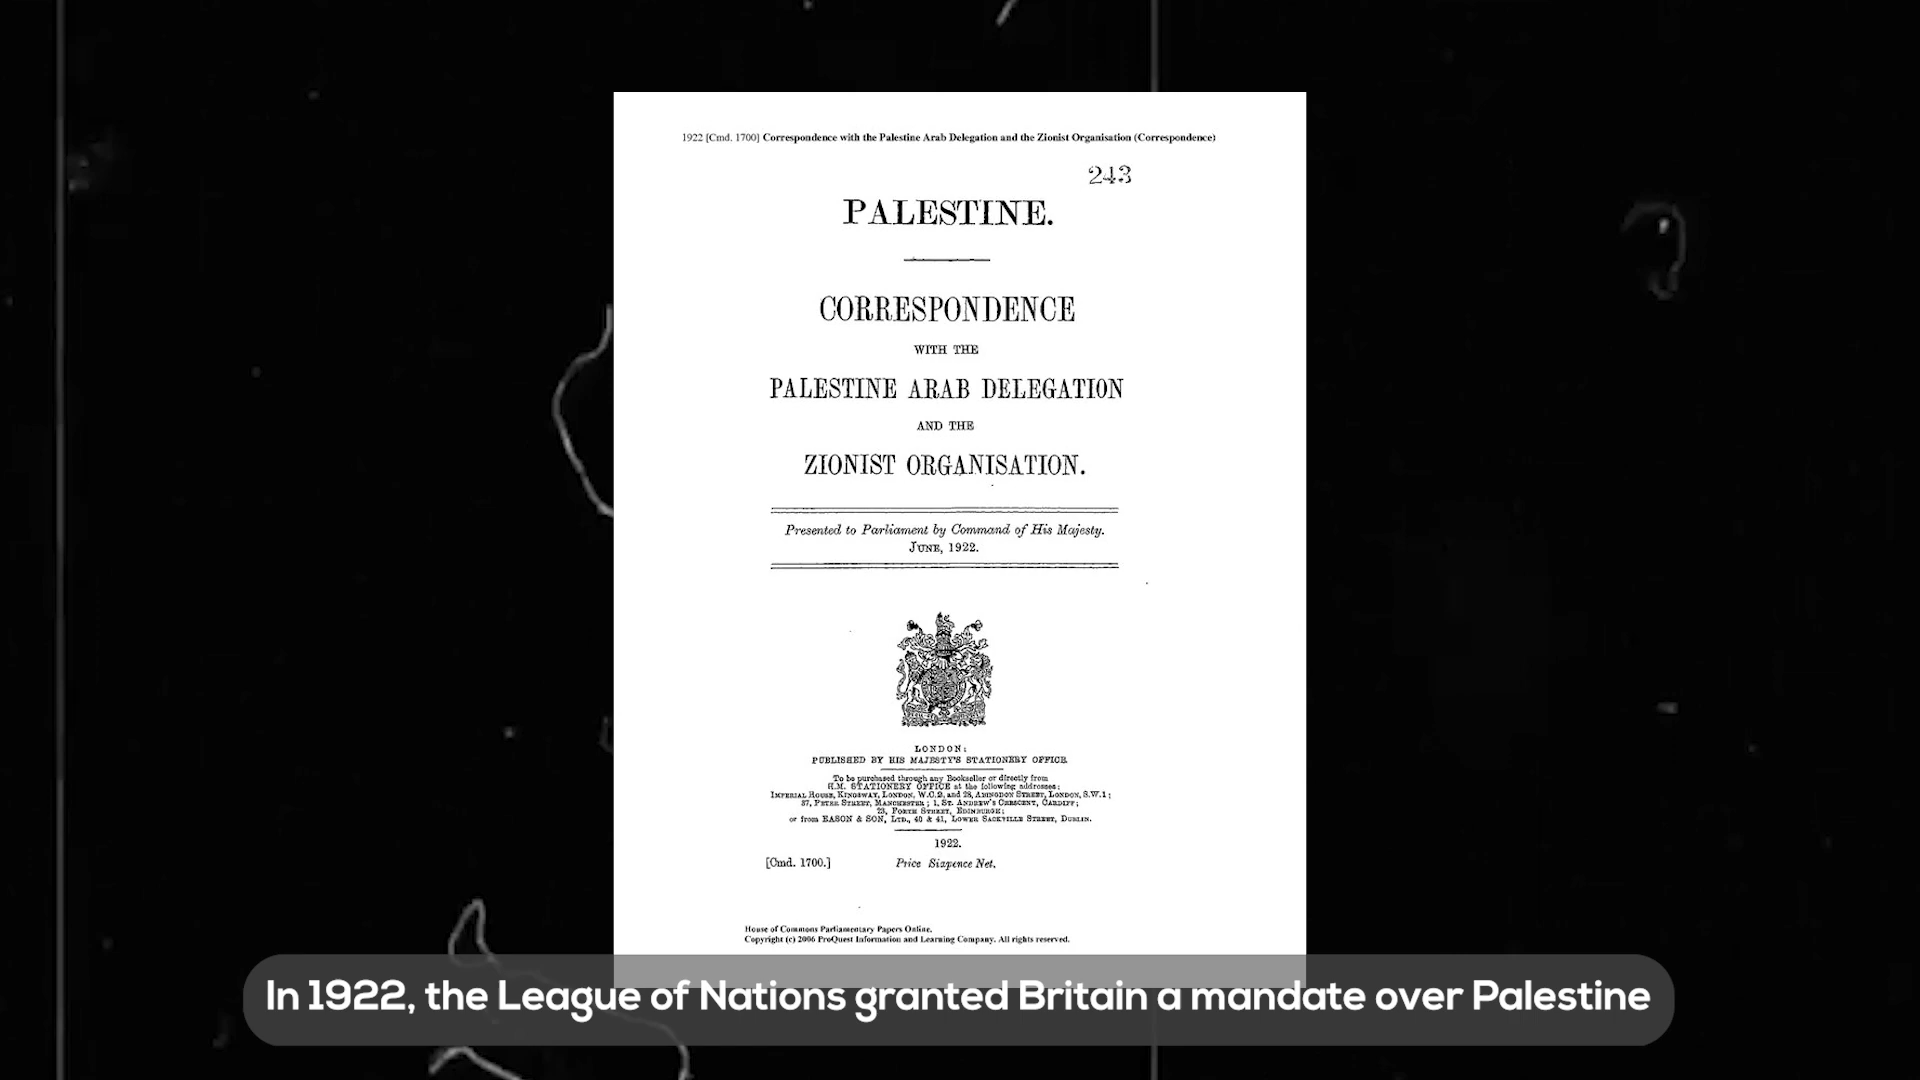 1922 [Cmd. 1700] Correspondence with the Palestine Arab Delegation and the Zionist Organisation (Correspondence)
243
PALESTINE.
CORRESPONDENCE
WITH THE
PALESTINE ARAB DELEGATION
AND THE
ZIONIST ORGANISATION.
Presented to Parliament by Command of His Majesty.
JUNE, 1922.
LONDON:
PUBLISHED BY HIS MAJESTY'S STATIONERY OFFICE.
To be purchased through any Bookseller or directly from
H.M. STATIONERY OFFICE at the following addresses:
IMPERIAL HOUSE, KINGSWAY, LONDON, W.C.2, and 28, ABINGDON STREET, LONDON, S.W.1;
37, PETER STREET, MANCHESTER; 1, ST. ANDREW'S CRESCENT, CARDIFF;
23, FORTH STREET, EDINBURGH;
or from EASON & SON, LTD., 40 & 41, LOWER SACKVILLE STREET, DUBLIN.
1922.
[Cmd. 1700.] Price Sixpence Net.
House of Commons Parliamentary Papers Online.
Copyright (c) 2006 ProQuest Information and Learning Company. All rights reserved.
In 1922, the League of Nations granted Britain a mandate over Palestine